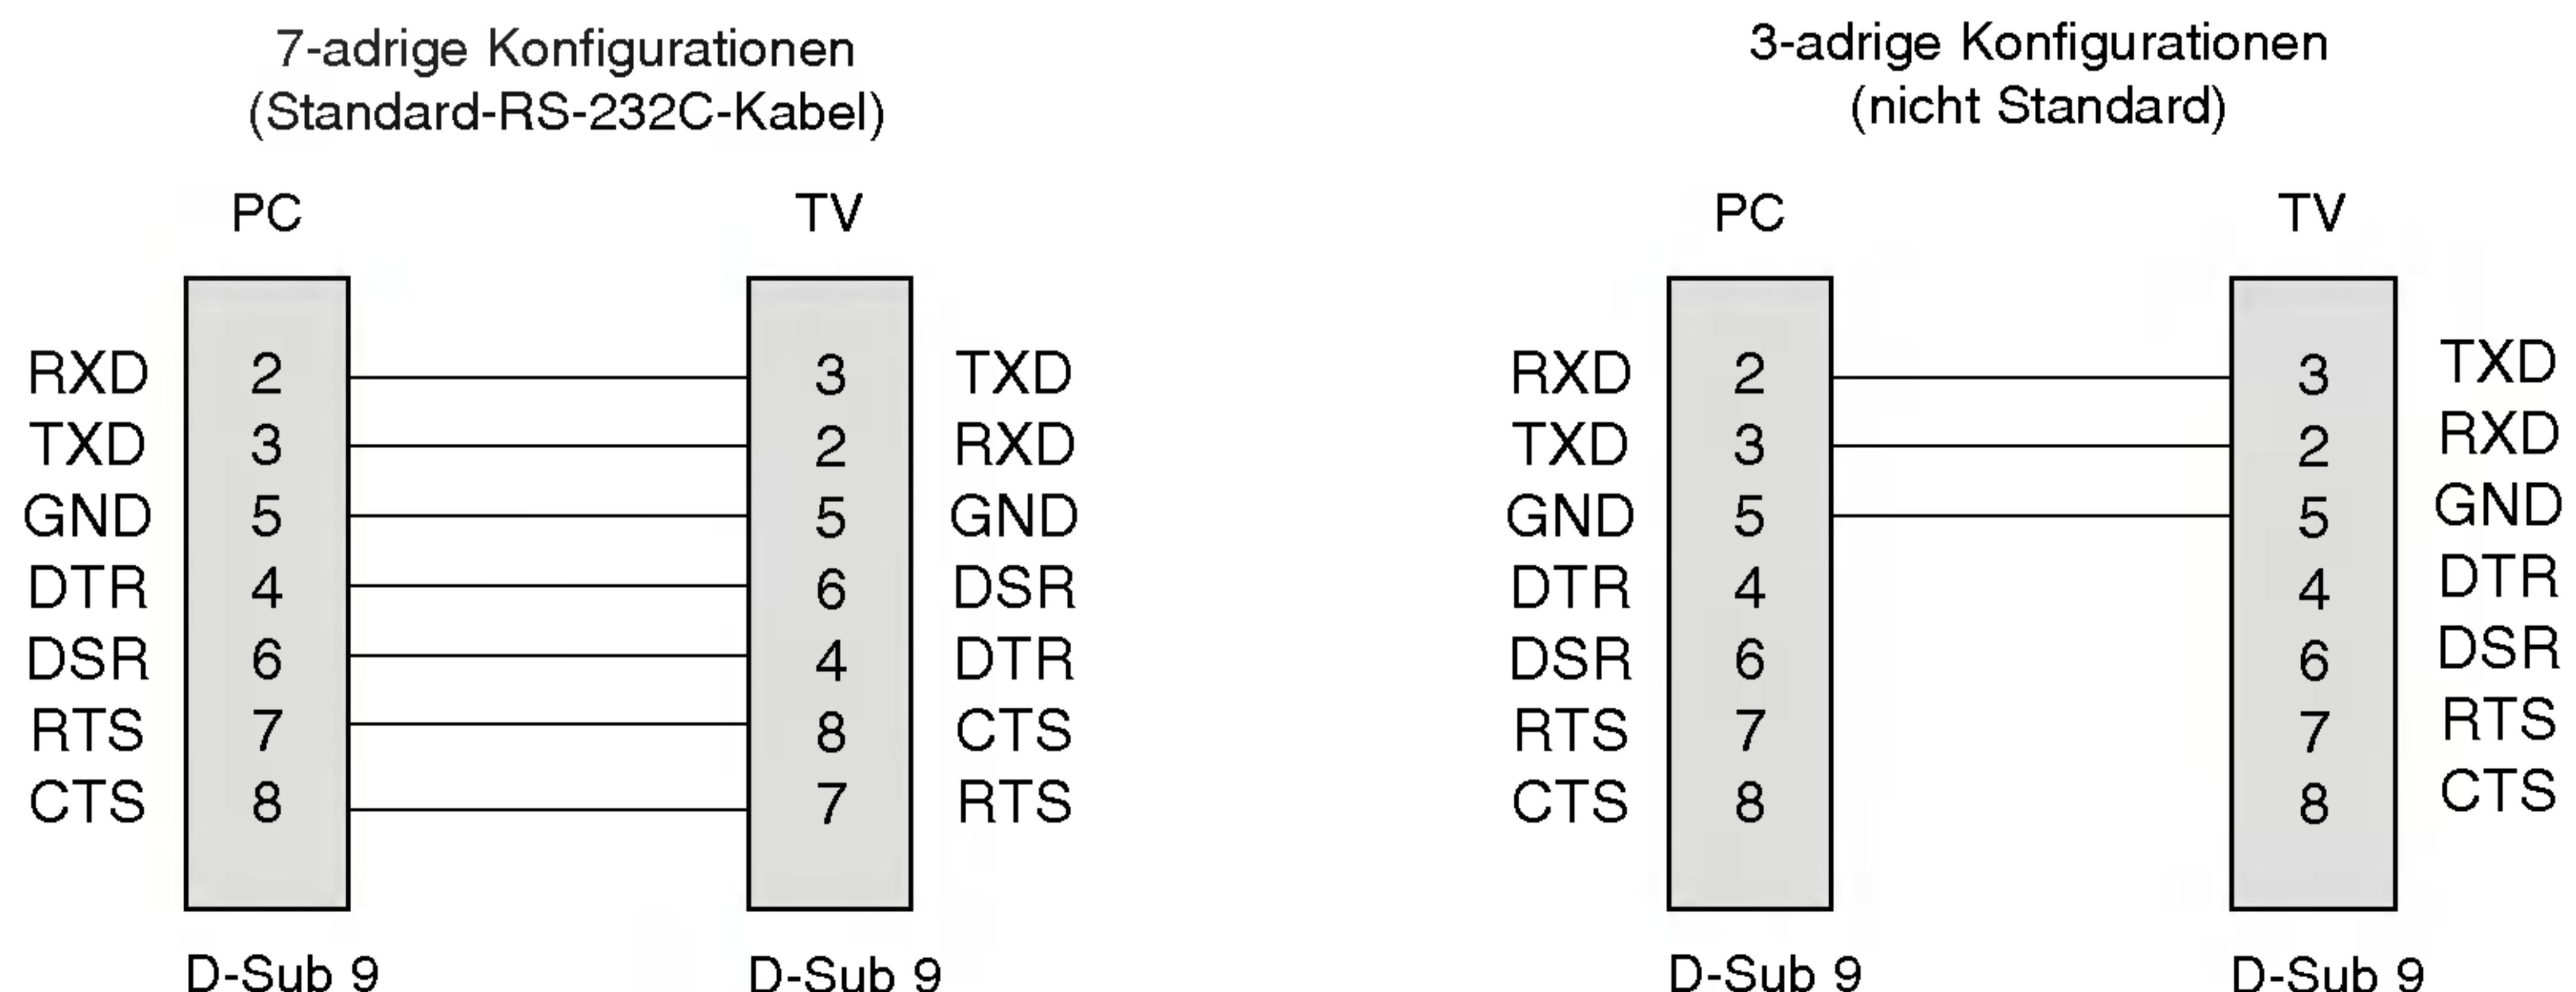 7-adrige Konfigurationen
(Standard-RS-232C-Kabel)
PC TV
RXD 2 3 TXD
TXD 3 2 RXD
GND 5 5 GND
DTR 4 6 DSR
DSR 6 4 DTR
RTS 7 8 CTS
CTS 8 7 RTS
D-Sub 9 D-Sub 9
3-adrige Konfigurationen
(nicht Standard)
PC TV
RXD 2 3 TXD
TXD 3 2 RXD
GND 5 5 GND
DTR 4 4 DTR
DSR 6 6 DSR
RTS 7 7 RTS
CTS 8 8 CTS
D-Sub 9 D-Sub 9